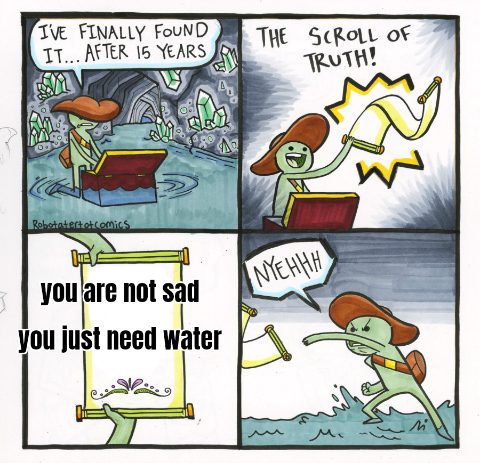 I'VE FINALLY FOUND
IT... AFTER 15 YEARS
Robotatertotcomics
THE SCROLL OF
TRUTH!
you are not sad
you just need water
NYEHHH